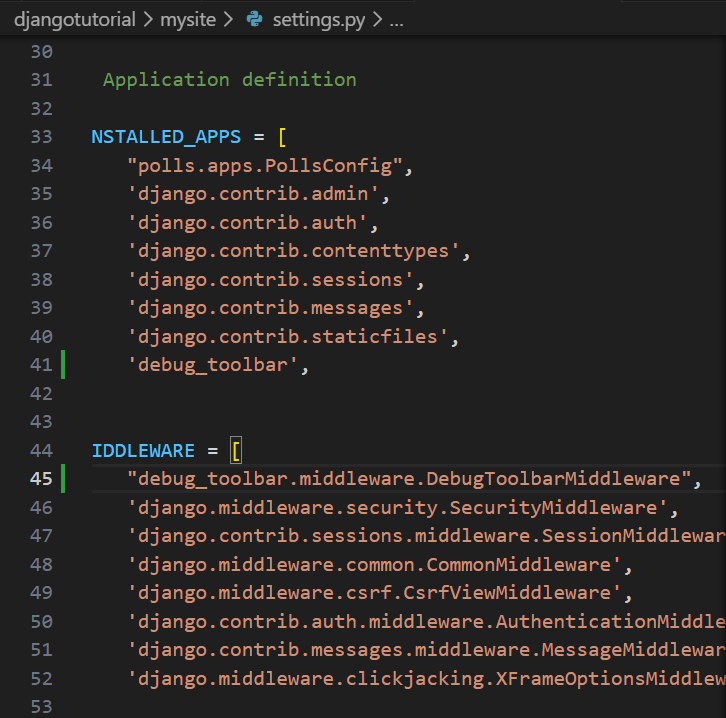 djangotutorial > mysite > settings.py > ...
30
31 Application definition
32
33 NSTALLED_APPS = [
34 "polls.apps.PollsConfig",
35 'django.contrib.admin',
36 'django.contrib.auth',
37 'django.contrib.contenttypes',
38 'django.contrib.sessions',
39 'django.contrib.messages',
40 'django.contrib.staticfiles',
41 'debug_toolbar',
42
43
44 IDDLEWARE = [
45 "debug_toolbar.middleware.DebugToolbarMiddleware",
46 'django.middleware.security.SecurityMiddleware',
47 'django.contrib.sessions.middleware.SessionMiddlewar
48 'django.middleware.common.CommonMiddleware',
49 'django.middleware.csrf.CsrfViewMiddleware',
50 'django.contrib.auth.middleware.AuthenticationMiddle
51 'django.contrib.messages.middleware.MessageMiddlewar
52 'django.middleware.clickjacking.XFrameOptionsMiddlew
53